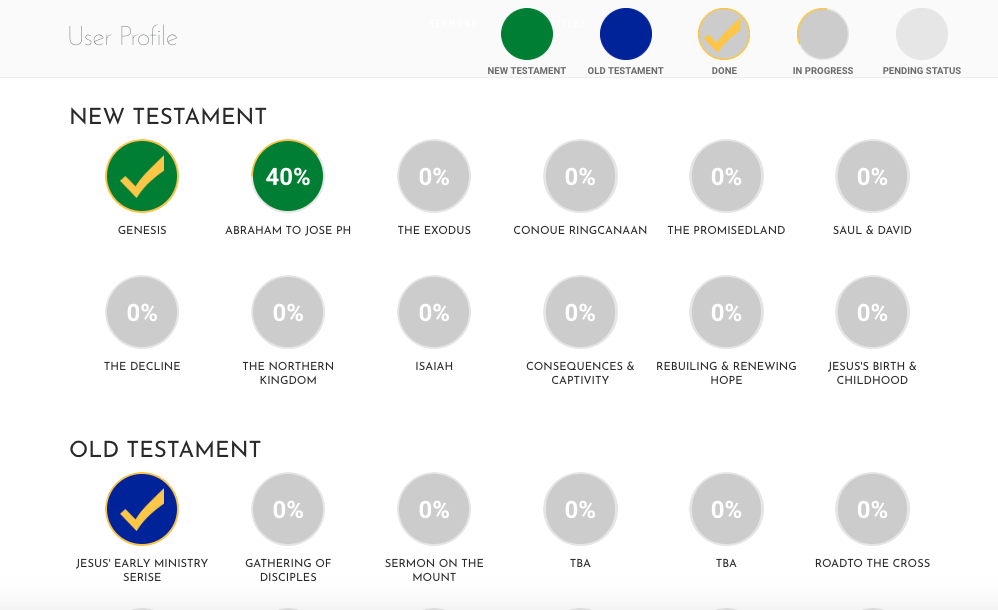 User Profile
NEW TESTAMENT
OLD TESTAMENT
DONE
IN PROGRESS
PENDING STATUS
NEW TESTAMENT
40%
0%
0%
0%
0%
GENESIS
ABRAHAM TO JOSE PH
THE EXODUS
CONOUE RINGCANAAN
THE PROMISEDLAND
SAUL & DAVID
0%
0%
0%
0%
0%
0%
THE DECLINE
THE NORTHERN
KINGDOM
ISAIAH
CONSEQUENCES &
CAPTIVITY
REBUILING & RENEWING
HOPE
JESUS'S BIRTH &
CHILDHOOD
OLD TESTAMENT
0%
0%
0%
0%
0%
JESUS' EARLY MINISTRY
SERISE
GATHERING OF
DISCIPLES
SERMON ON THE
MOUNT
TBA
TBA
ROADTO THE CROSS